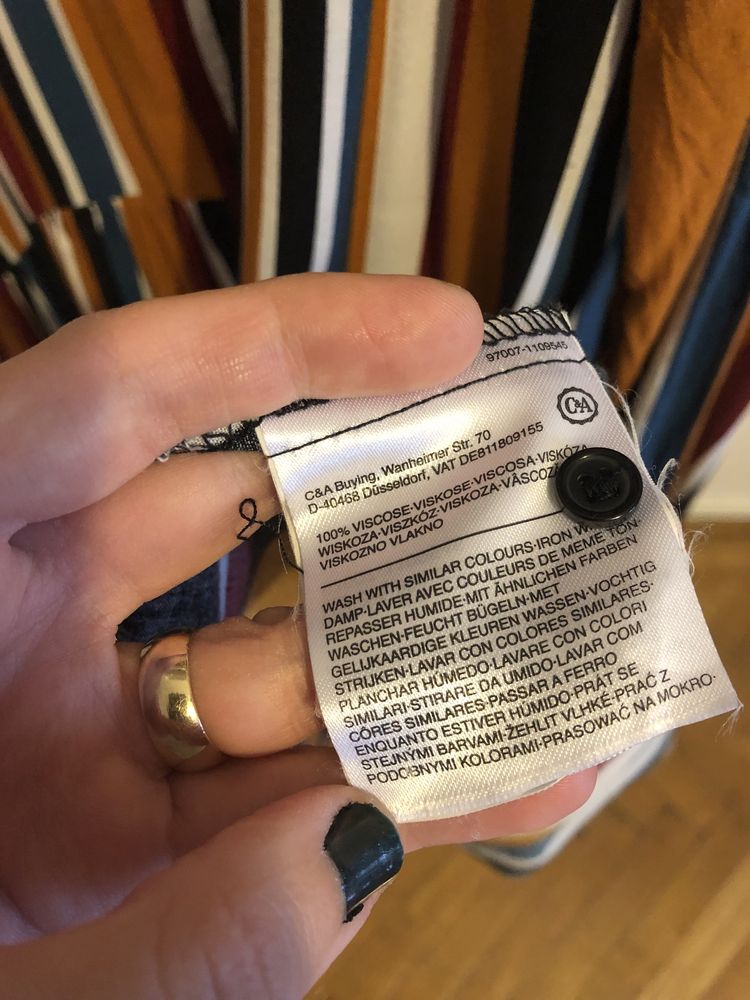 97007-1109545
C&A
C&A Buying, Wanheimer Str. 70
D-40468 Düsseldorf, VAT DE811809155
100% VISCOSE·VISKOSE·VISCOSA·VISKÓZA
WISKOZA·VISZKÓZ·VISKOZA·VÂSCOZ
VISKOZNO VLAKNO
WASH WITH SIMILAR COLOURS·IRON
DAMP·LAVER AVEC COULEURS DE MEME TON·
REPASSER HUMIDE·MIT ÄHNLICHEN FARBEN
WASCHEN·FEUCHT BÜGELN·MET
GELIJKAARDIGE KLEUREN WASSEN·VOCHTIG
STRIJKEN·LAVAR CON COLORES SIMILARES·
PLANCHAR HÚMEDO·LAVARE CON COLORI
SIMILARI·STIRARE DA UMIDO·LAVAR COM
CÔRES SIMILARES·PASSAR A FERRO
ENQUANTO ESTIVER HÚMIDO·PRÁT SE
STEJNÝMI BARVAMI·ŽEHLIT VLHKÉ·PRAĆ Z
PODOBNYMI KOLORAMI·PRASOWAĆ NA MOKRO·